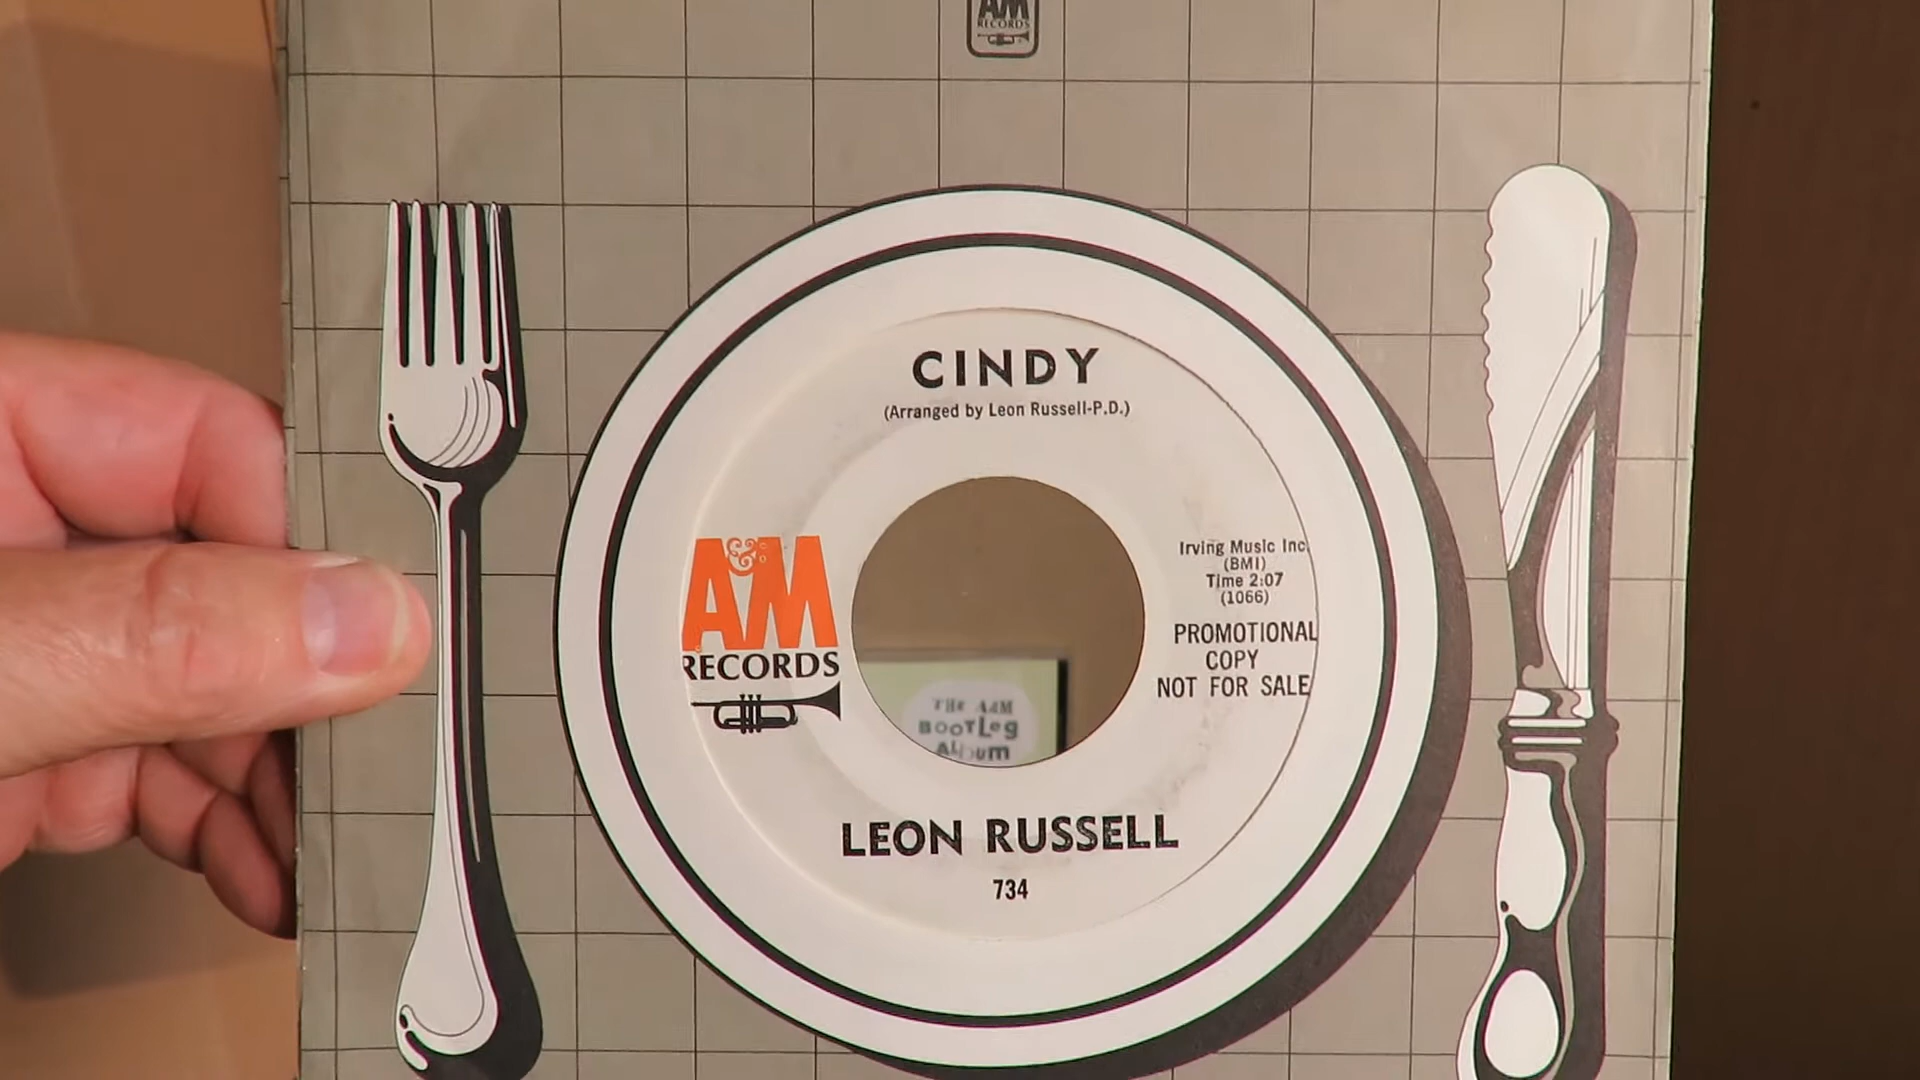 A&M
RECORDS
CINDY
(Arranged by Leon Russell-P.D.)
A&M
RECORDS
Irving Music Inc.
(BMI)
Time 2:07
(1066)
PROMOTIONAL
COPY
NOT FOR SALE
THE A&M
BOOTLEG
ALBUM
LEON RUSSELL
734